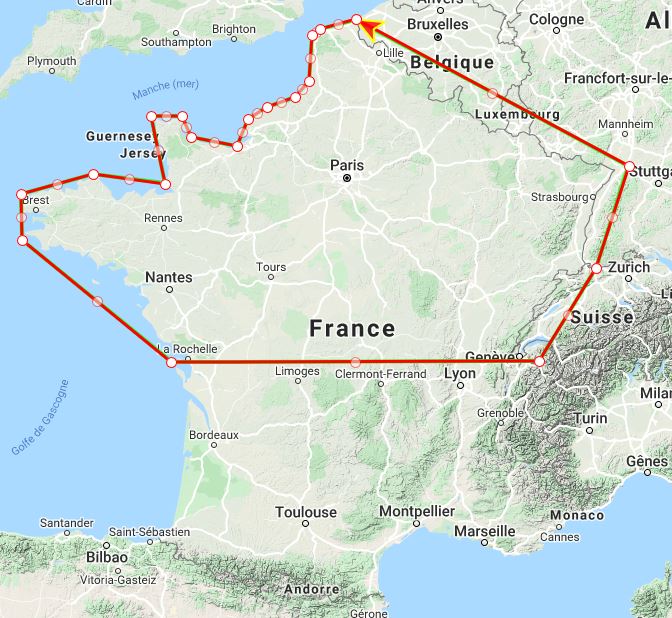 Cardiff
Southampton
Brighton
Plymouth
Anvers
Bruxelles
Cologne
Al
Lille
Belgique
Francfort-sur-le-
Manche (mer)
Luxembourg
Mannheim
Guernesey
Jersey
Paris
Stuttga
Strasbourg
Brest
Rennes
Zurich
Nantes
Tours
Suisse
France
La Rochelle
Genève
Limoges
Clermont-Ferrand
Lyon
Milan
Grenoble
Turin
Golfe de Gascogne
Bordeaux
Gênes
Toulouse
Montpellier
Monaco
Santander
Saint-Sébastien
Marseille
Cannes
Bilbao
Vitoria-Gasteiz
Andorre
Gérone